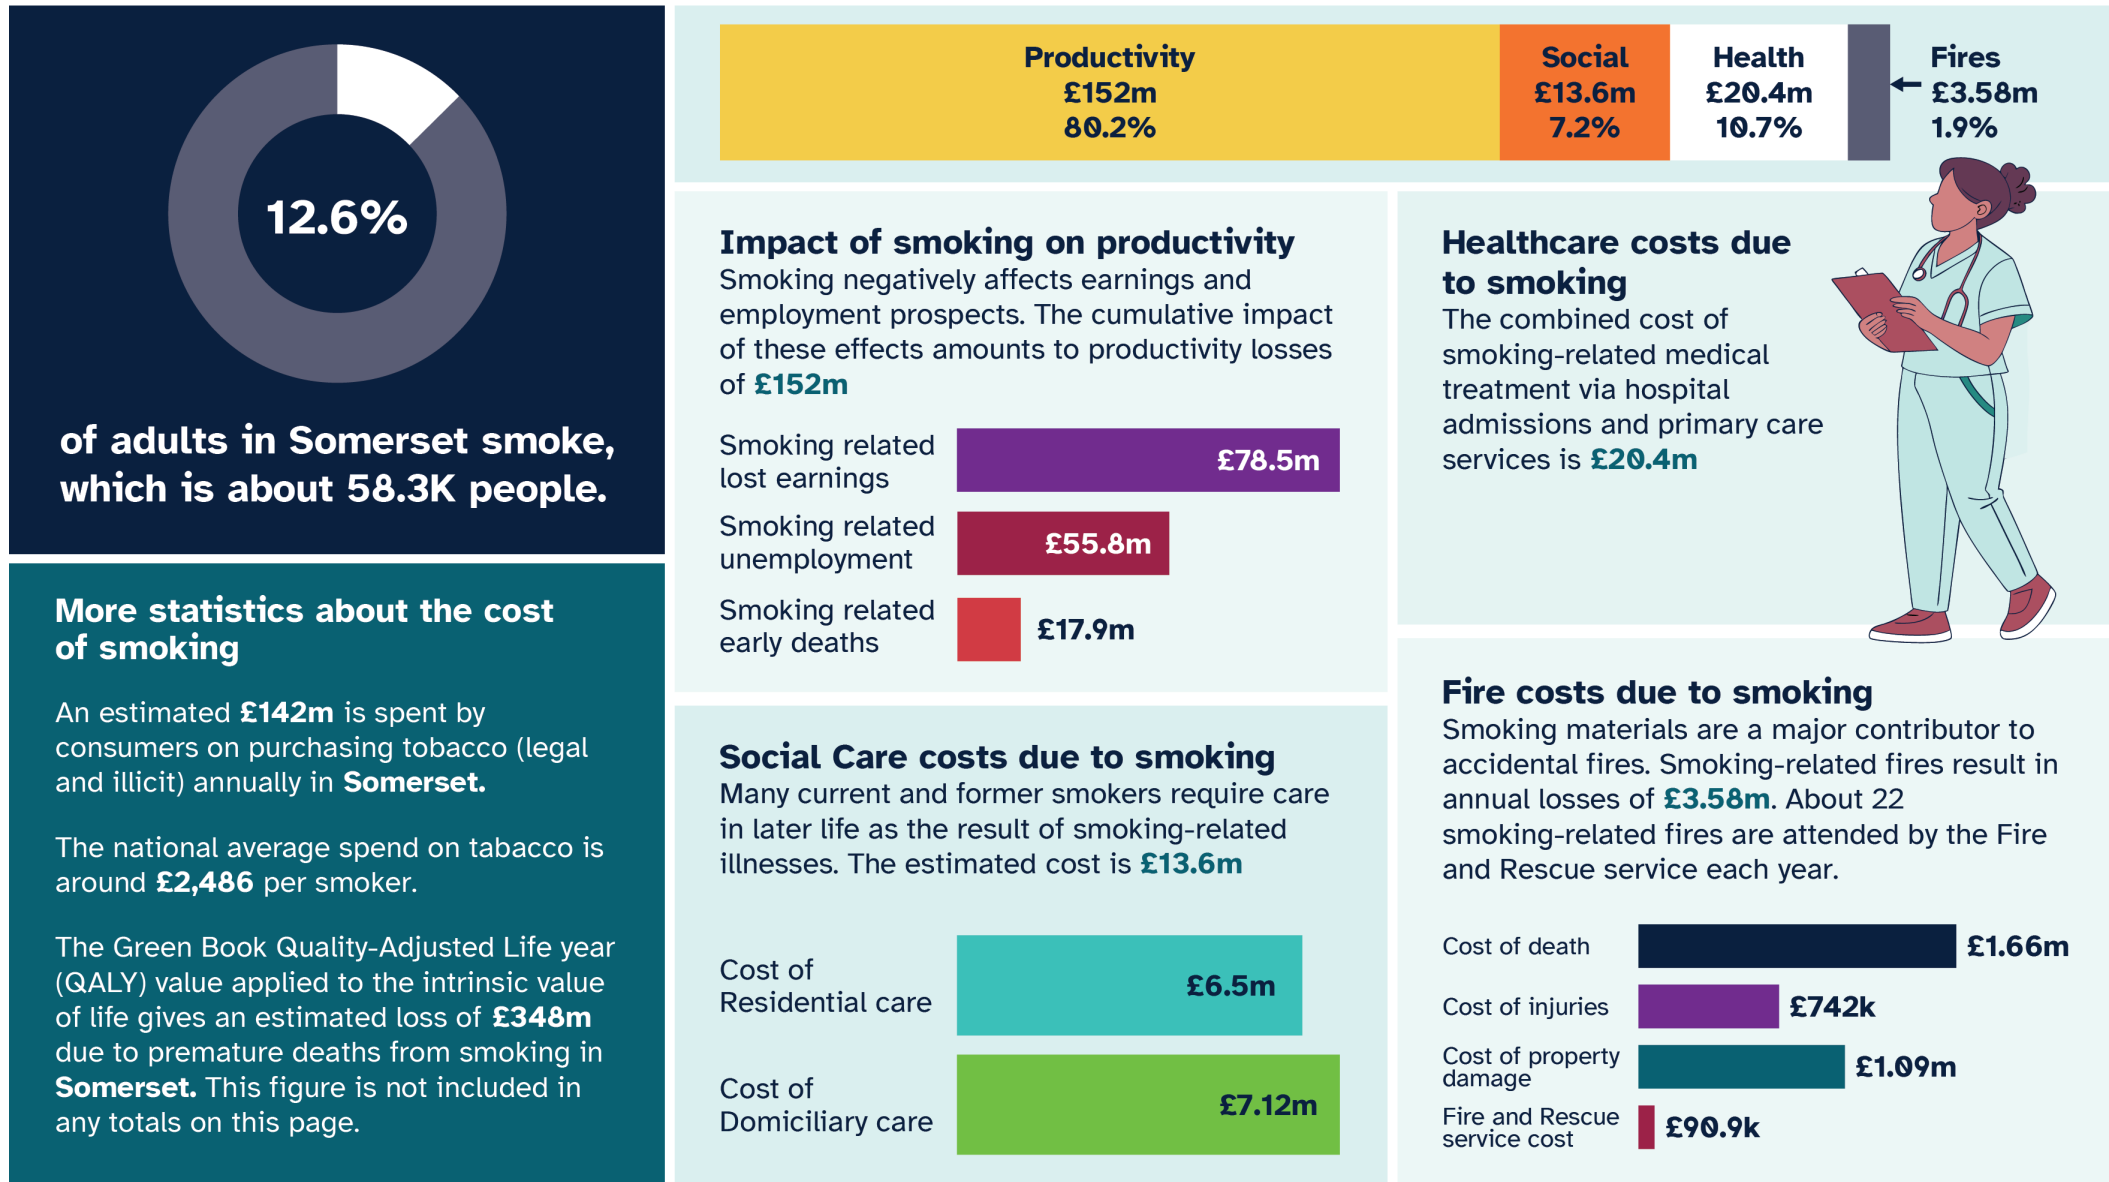 12.6%
of adults in Somerset smoke,
which is about 58.3K people.
More statistics about the cost
of smoking
An estimated £142m is spent by
consumers on purchasing tobacco (legal
and illicit) annually in Somerset.
The national average spend on tabacco is
around £2,486 per smoker.
The Green Book Quality-Adjusted Life year
(QALY) value applied to the intrinsic value
of life gives an estimated loss of £348m
due to premature deaths from smoking in
Somerset. This figure is not included in
any totals on this page.
Productivity
£152m
80.2%
Social
£13.6m
7.2%
Health
£20.4m
10.7%
Fires
£3.58m
1.9%
Impact of smoking on productivity
Smoking negatively affects earnings and
employment prospects. The cumulative impact
of these effects amounts to productivity losses
of £152m
Smoking related
lost earnings
£78.5m
Smoking related
unemployment
£55.8m
Smoking related
early deaths
£17.9m
Social Care costs due to smoking
Many current and former smokers require care
in later life as the result of smoking-related
illnesses. The estimated cost is £13.6m
Cost of
Residential care
£6.5m
Cost of
Domiciliary care
£7.12m
Healthcare costs due
to smoking
The combined cost of
smoking-related medical
treatment via hospital
admissions and primary care
services is £20.4m
Fire costs due to smoking
Smoking materials are a major contributor to
accidental fires. Smoking-related fires result in
annual losses of £3.58m. About 22
smoking-related fires are attended by the Fire
and Rescue service each year.
Cost of death
£1.66m
Cost of injuries
£742k
Cost of property
damage
£1.09m
Fire and Rescue
service cost
£90.9k